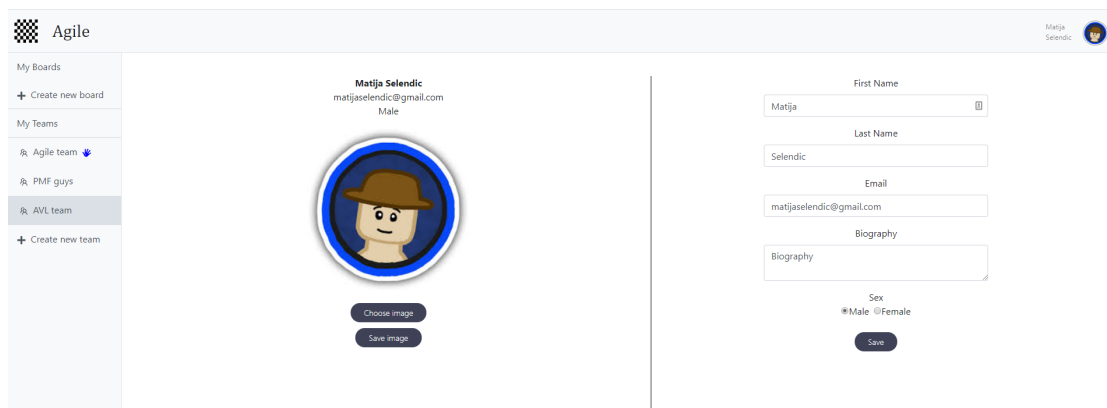 Agile
Matija
Selendic
My Boards
Create new board
My Teams
Agile team
PMF guys
AVL team
Create new team
Matija Selendic
matijaselendic@gmail.com
Male
Choose image
Save image
First Name
Matija
Last Name
Selendic
Email
matijaselendic@gmail.com
Biography
Biography
Sex
Male Female
Save